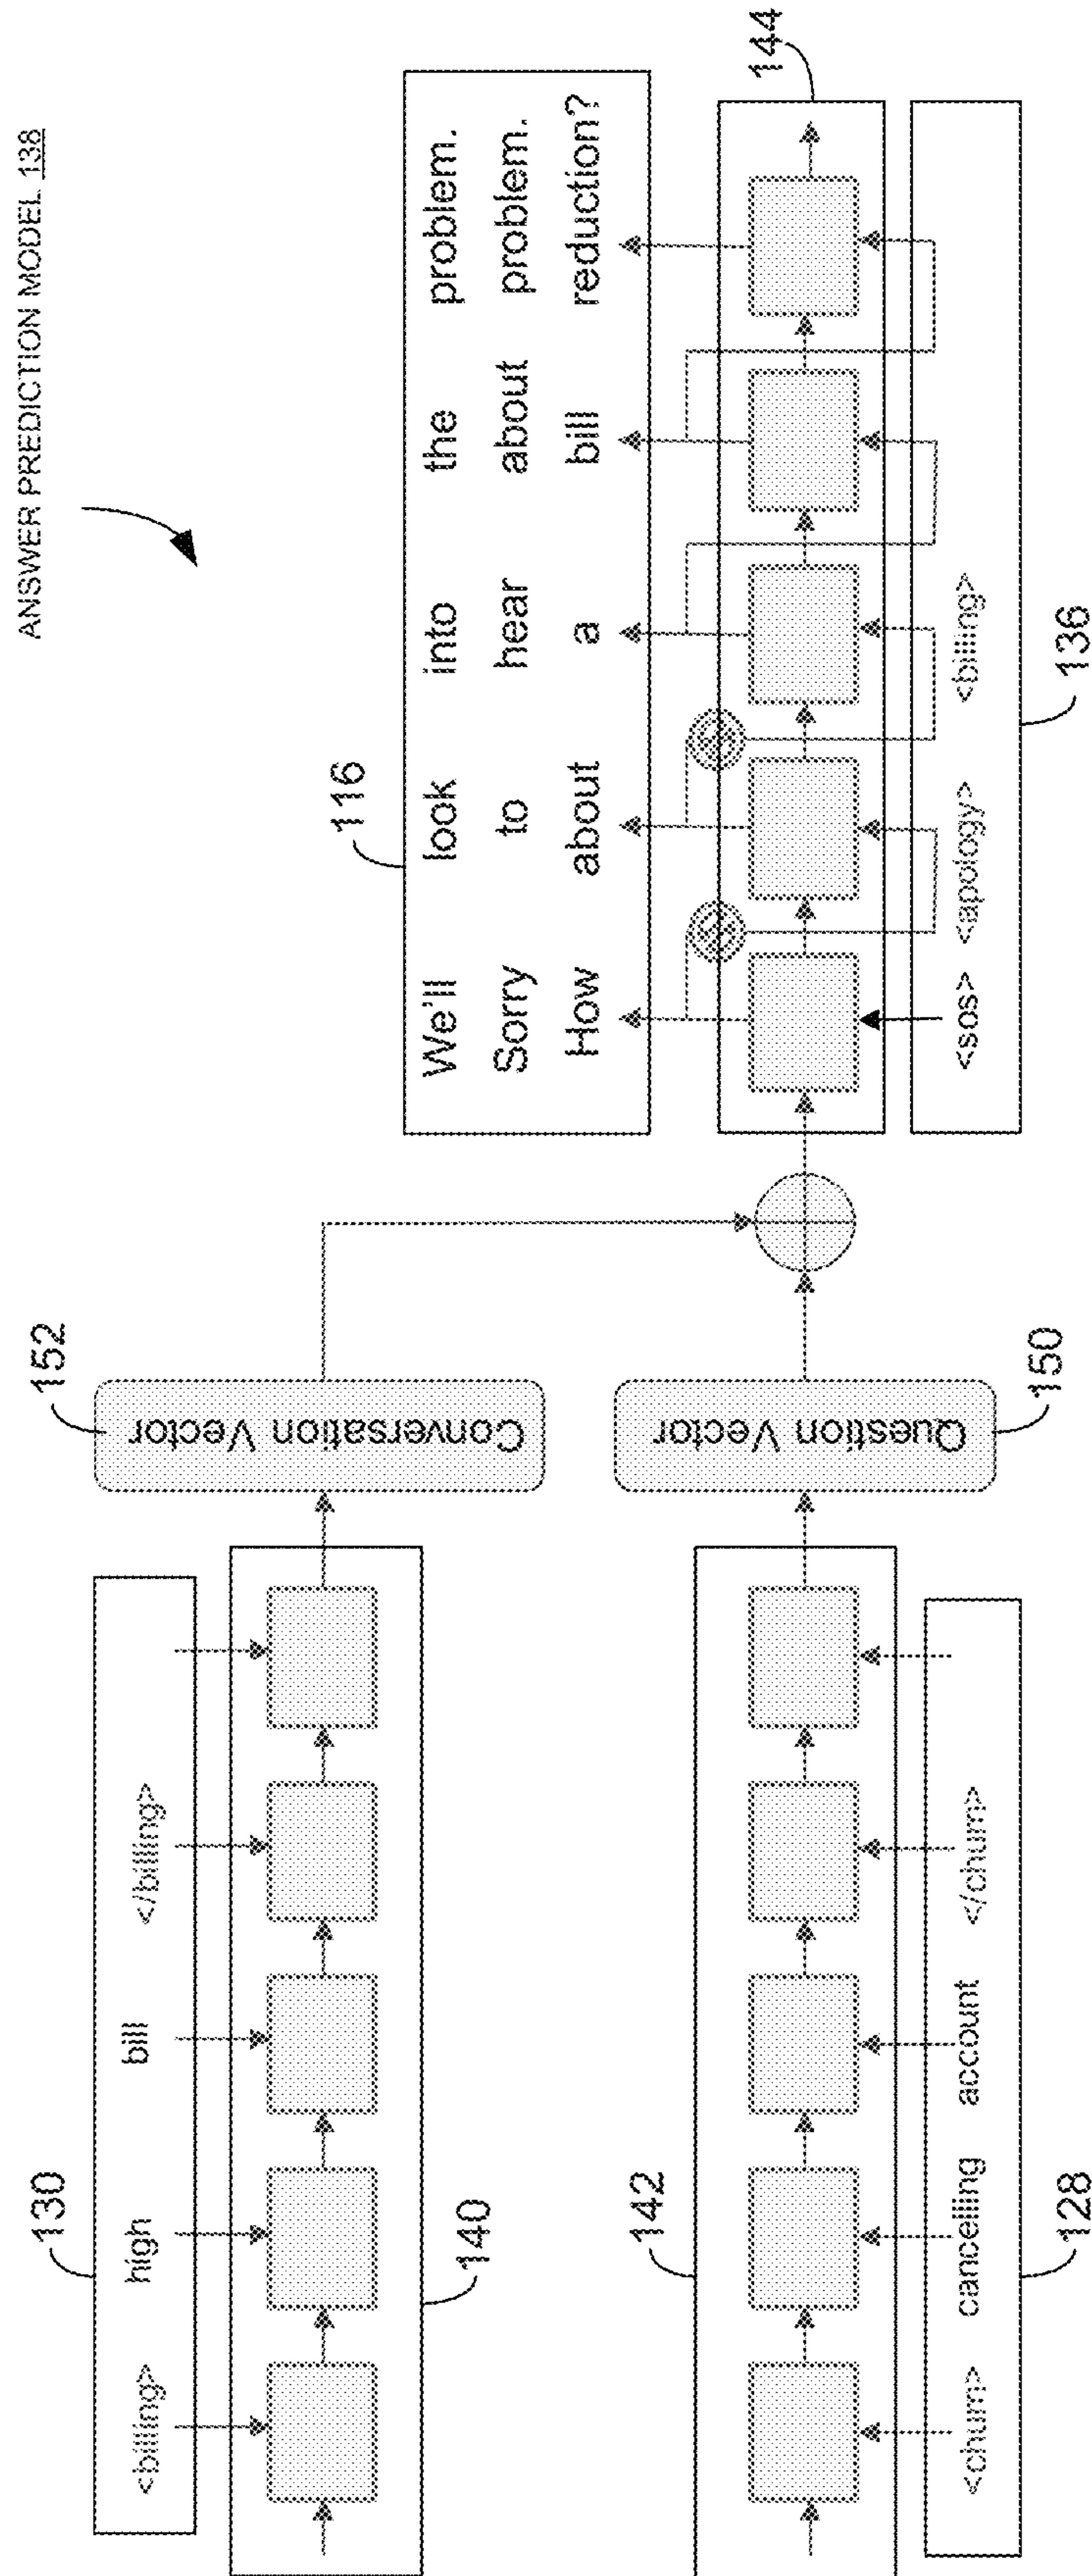 ANSWER PREDICTION MODEL 138
130
<billing> high bill </billing>
140
152
Conversation Vector
116
We'll look into the problem.
Sorry to hear about problem.
How about a bill reduction?
142
144
Question Vector
150
<churn> cancelling account </churn>
128
<sos> <apology> <billing>
136